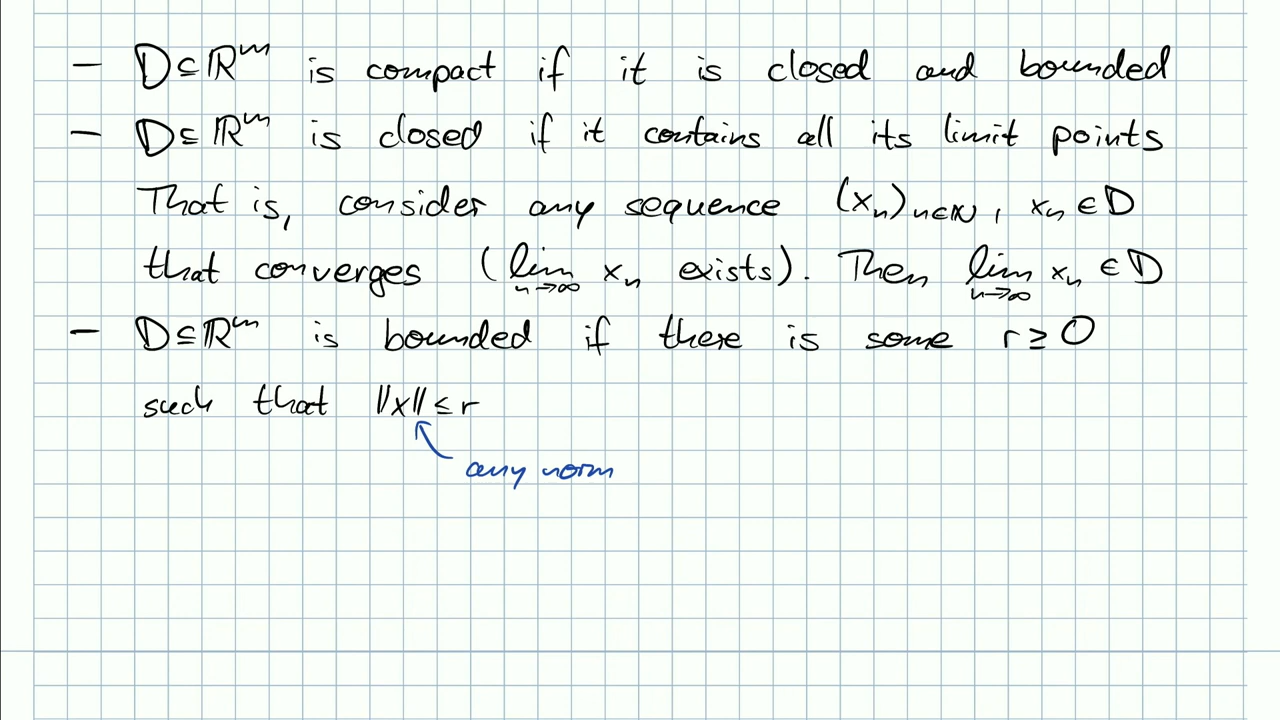 — D⊆ℝᵐ is compact if it is closed and bounded
— D⊆ℝᵐ is closed if it contains all its limit points
That is, consider any sequence (xₙ)ₙ∈ℕ, xₙ∈D
that converges (lim n→∞ xₙ exists). Then lim n→∞ xₙ ∈D
— D⊆ℝᵐ is bounded if there is some r≥0
such that ‖x‖≤r
any norm